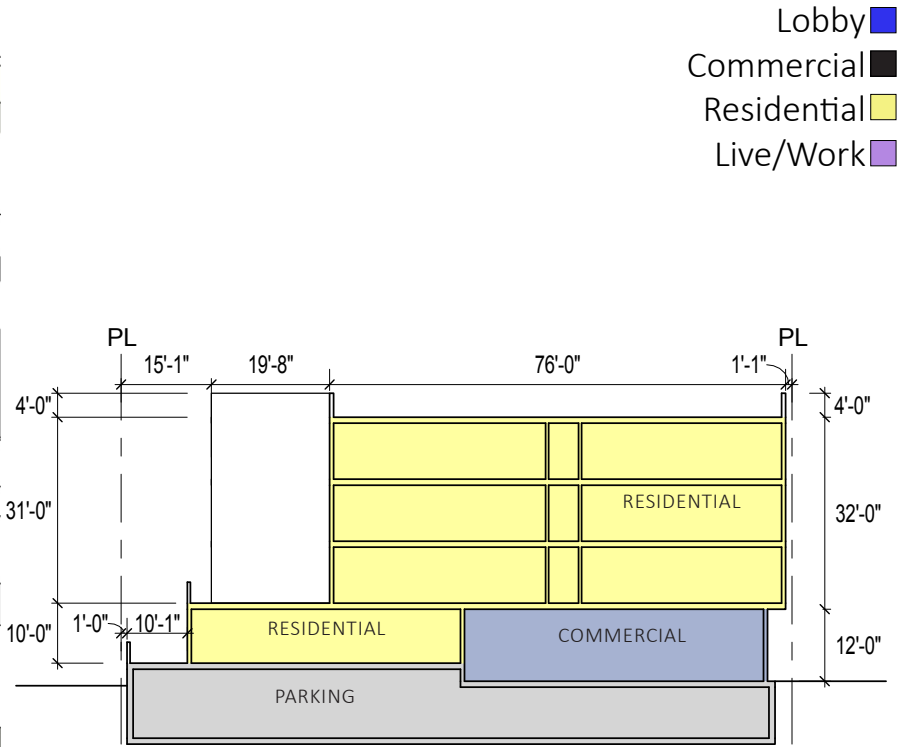 Lobby
Commercial
Residential
Live/Work
PL PL
15'-1" 19'-8" 76'-0" 1'-1"
4'-0" 4'-0"
31'-0" RESIDENTIAL 32'-0"
10'-0" 1'-0" 10'-1" RESIDENTIAL COMMERCIAL 12'-0"
PARKING